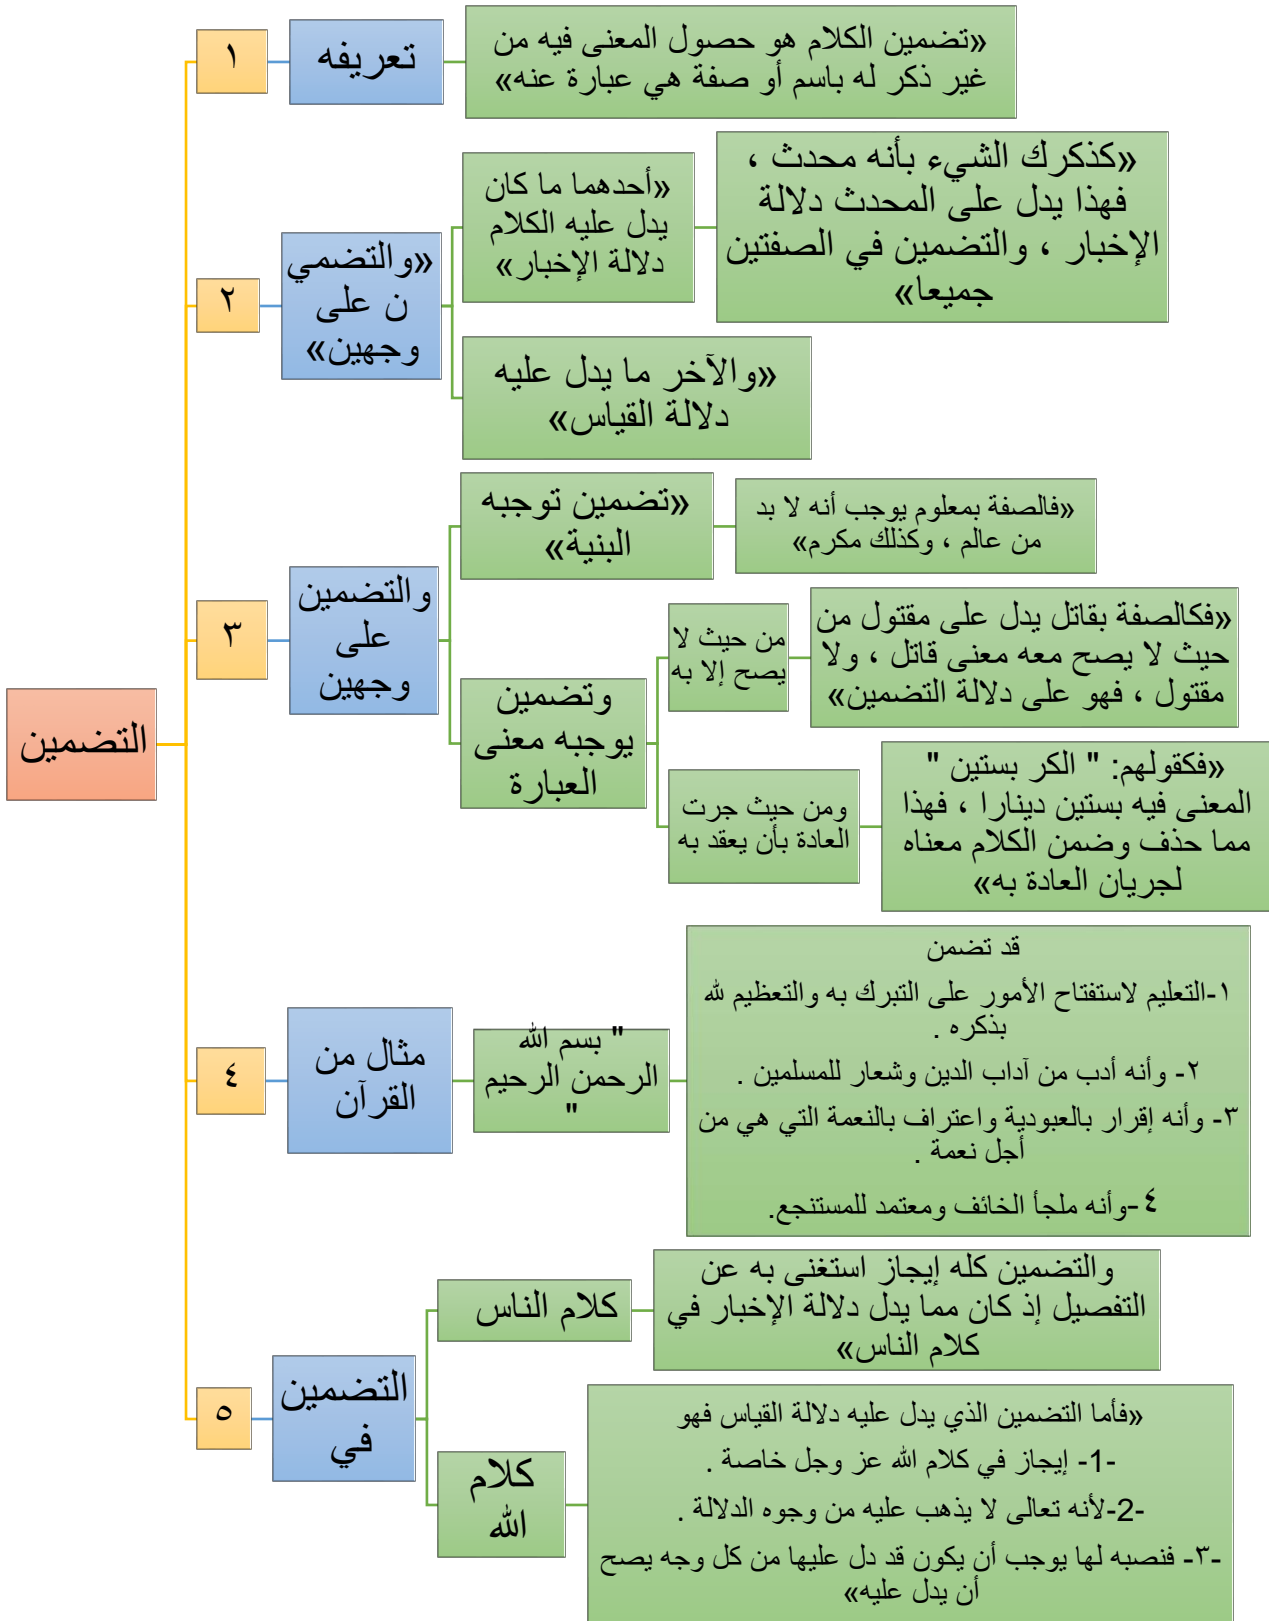 التضمين
١
تعريفه
«تضمين الكلام هو حصول المعنى فيه من
غير ذكر له باسم أو صفة هي عبارة عنه»
٢
«والتضمي
ن على
وجهين»
«أحدهما ما كان
يدل عليه الكلام
دلالة الإخبار»
«كذكرك الشيء بأنه محدث ،
فهذا يدل على المحدث دلالة
الإخبار ، والتضمين في الصفتين
جميعا»
«والآخر ما يدل عليه
دلالة القياس»
٣
والتضمين
على
وجهين
«تضمين توجبه
البنية»
«فالصفة بمعلوم يوجب أنه لا بد
من عالم ، وكذلك مكرم»
وتضمين
يوجبه معنى
العبارة
من حيث لا
يصح إلا به
«فكالصفة بقاتل يدل على مقتول من
حيث لا يصح معه معنى قاتل ، ولا
مقتول ، فهو على دلالة التضمين»
ومن حيث جرت
العادة بأن يعقد به
«فكقولهم: " الكر بستين "
المعنى فيه بستين دينارا ، فهذا
مما حذف وضمن الكلام معناه
لجريان العادة به»
٤
مثال من
القرآن
" بسم الله
الرحمن الرحيم
"
قد تضمن
١-التعليم لاستفتاح الأمور على التبرك به والتعظيم لله
بذكره .
٢- وأنه أدب من آداب الدين وشعار للمسلمين .
٣- وأنه إقرار بالعبودية واعتراف بالنعمة التي هي من
أجل نعمة .
٤-وأنه ملجأ الخائف ومعتمد للمستنجع.
٥
التضمين
في
كلام الناس
والتضمين كله إيجاز استغنى به عن
التفصيل إذ كان مما يدل دلالة الإخبار في
كلام الناس»
كلام
الله
«فأما التضمين الذي يدل عليه دلالة القياس فهو
-1- إيجاز في كلام الله عز وجل خاصة .
-2-لأنه تعالى لا يذهب عليه من وجوه الدلالة .
-٣- فنصبه لها يوجب أن يكون قد دل عليها من كل وجه يصح
أن يدل عليه»